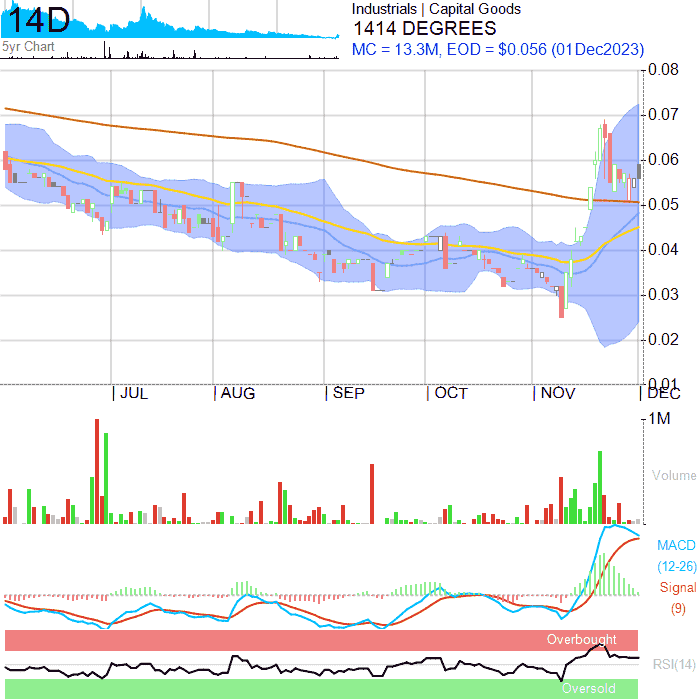 14D
5yr Chart
Industrials | Capital Goods
1414 DEGREES
MC = 13.3M, EOD = $0.056 (01Dec2023)
0.08
0.07
0.06
0.05
0.04
0.03
0.02
0.01
JUL AUG SEP OCT NOV DEC
1M
Volume
MACD
(12-26)
Signal
(9)
Overbought
RSI(14)
Oversold